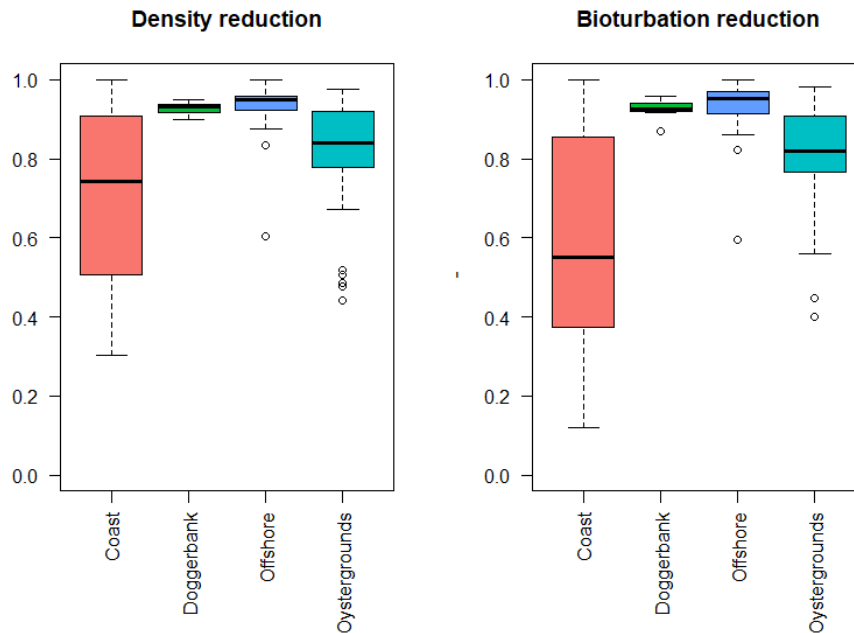 Density reduction
1.0
0.8
0.6
0.4
0.2
0.0
Coast
Doggerbank
Offshore
Oystergrounds
Bioturbation reduction
1.0
0.8
0.6
0.4
0.2
0.0
Coast
Doggerbank
Offshore
Oystergrounds